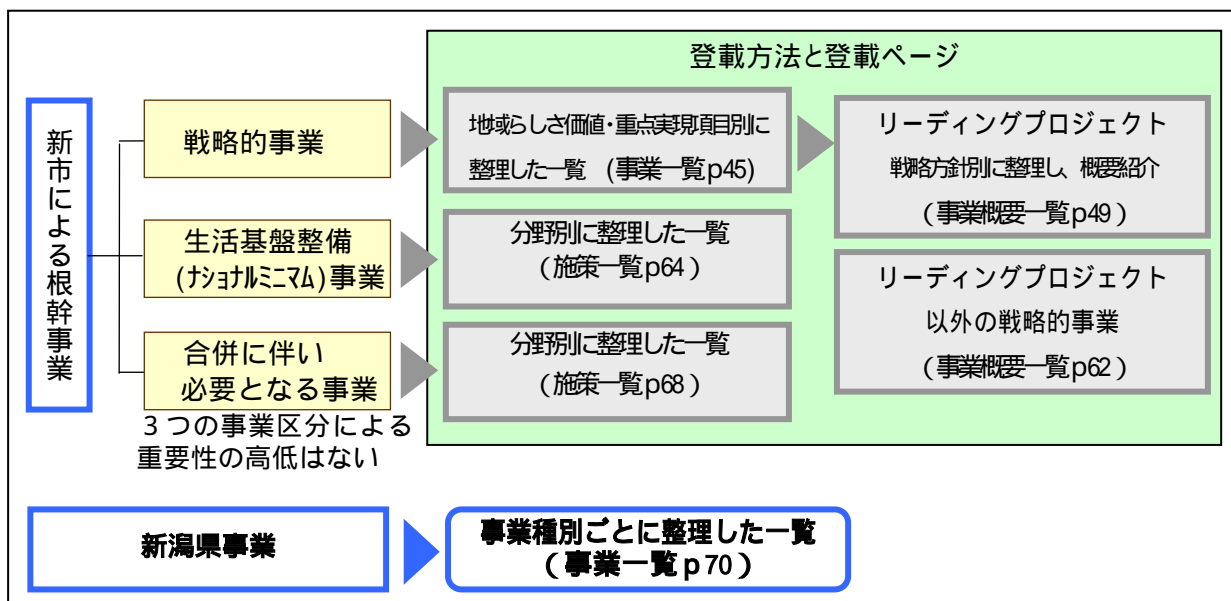 登載方法と登載ページ
新市による根幹事業
戦略的事業
地域らしさ価値・重点実現項目別に
整理した一覧 (事業一覧p45)
リーディングプロジェクト
戦略方針別に整理し、概要紹介
(事業概要一覧p49)
生活基盤整備
(ナショナルミニマム)事業
分野別に整理した一覧
(施策一覧p64)
リーディングプロジェクト
以外の戦略的事業
(事業概要一覧p62)
合併に伴い
必要となる事業
分野別に整理した一覧
(施策一覧p68)
3つの事業区分による
重要性の高低はない
新潟県事業
事業種別ごとに整理した一覧
(事業一覧p70)